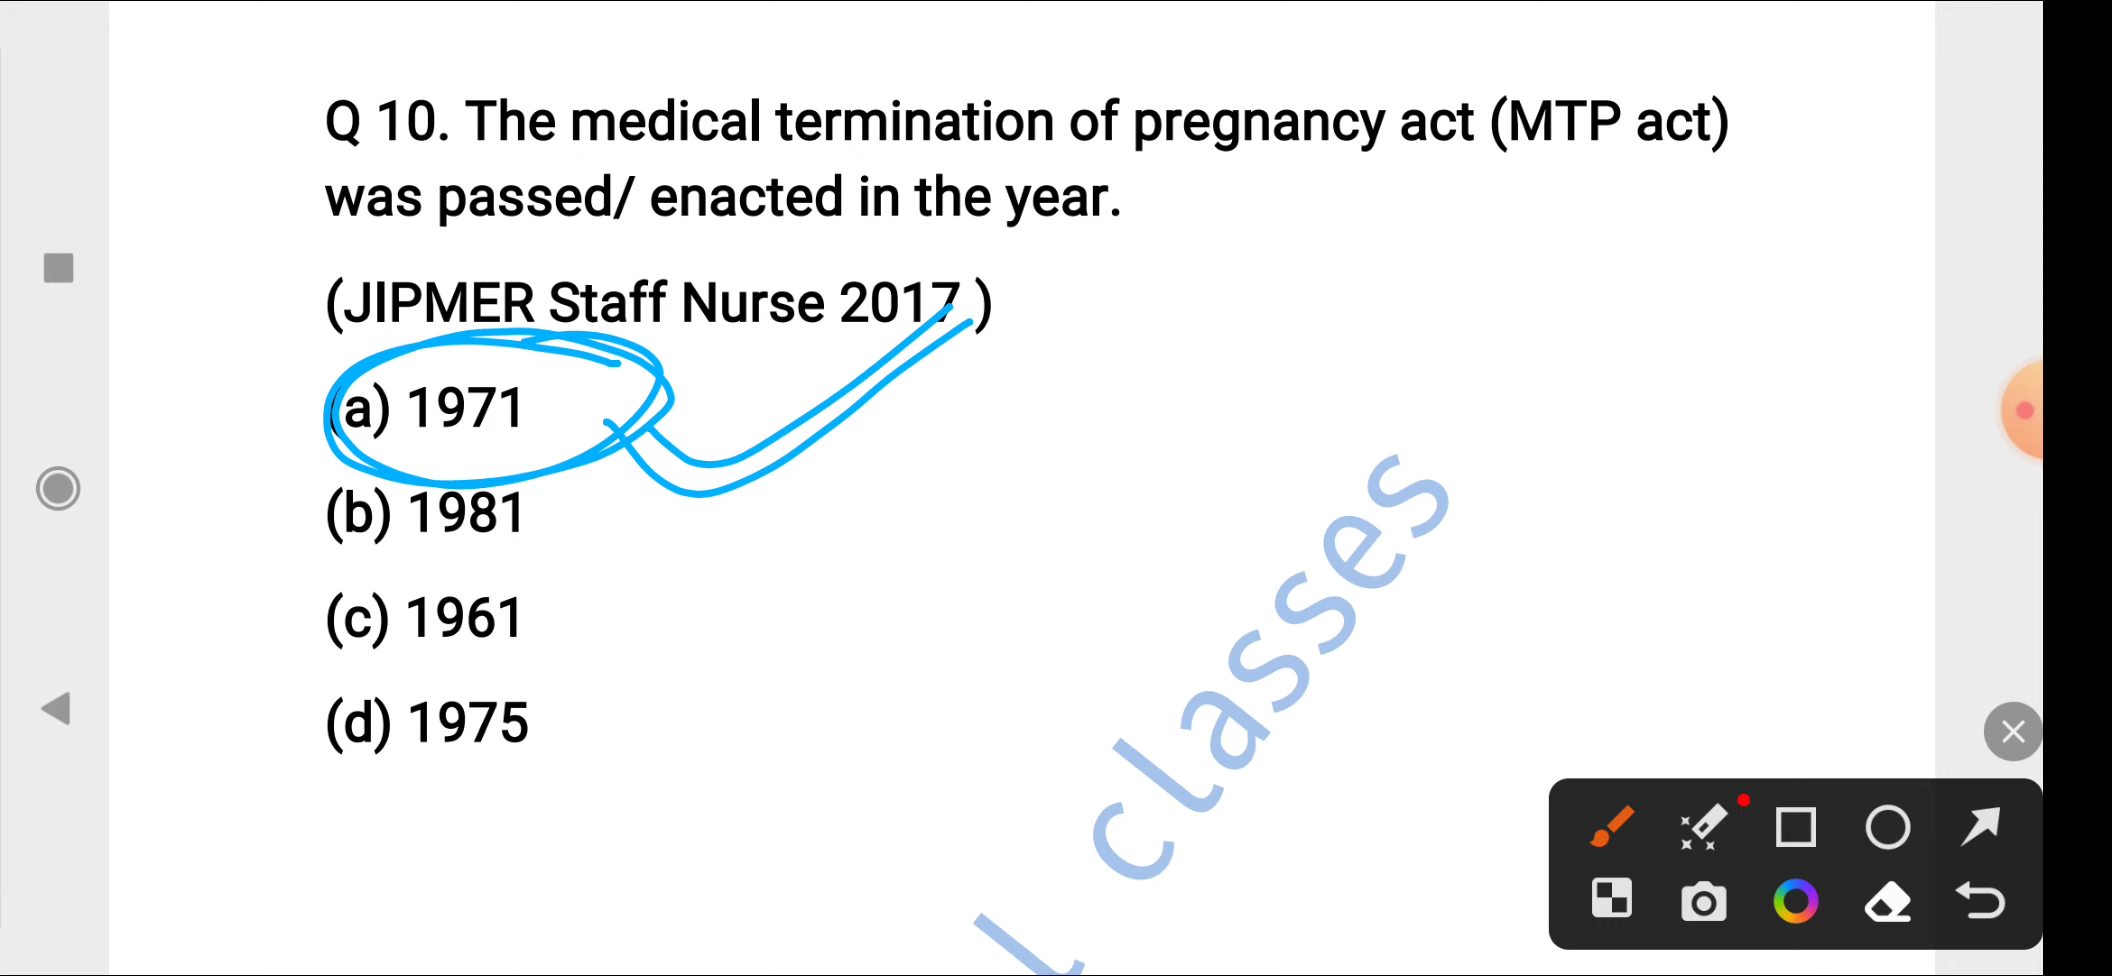 Q 10. The medical termination of pregnancy act (MTP act)
was passed/ enacted in the year.
(JIPMER Staff Nurse 2017 )
(a) 1971
(b) 1981
(c) 1961
(d) 1975
l classes